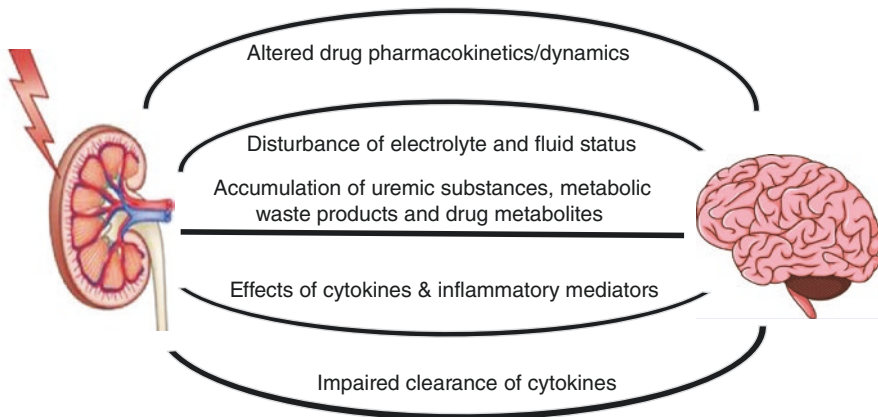 Altered drug pharmacokinetics/dynamics
Disturbance of electrolyte and fluid status
Accumulation of uremic substances, metabolic
waste products and drug metabolites
Effects of cytokines & inflammatory mediators
Impaired clearance of cytokines